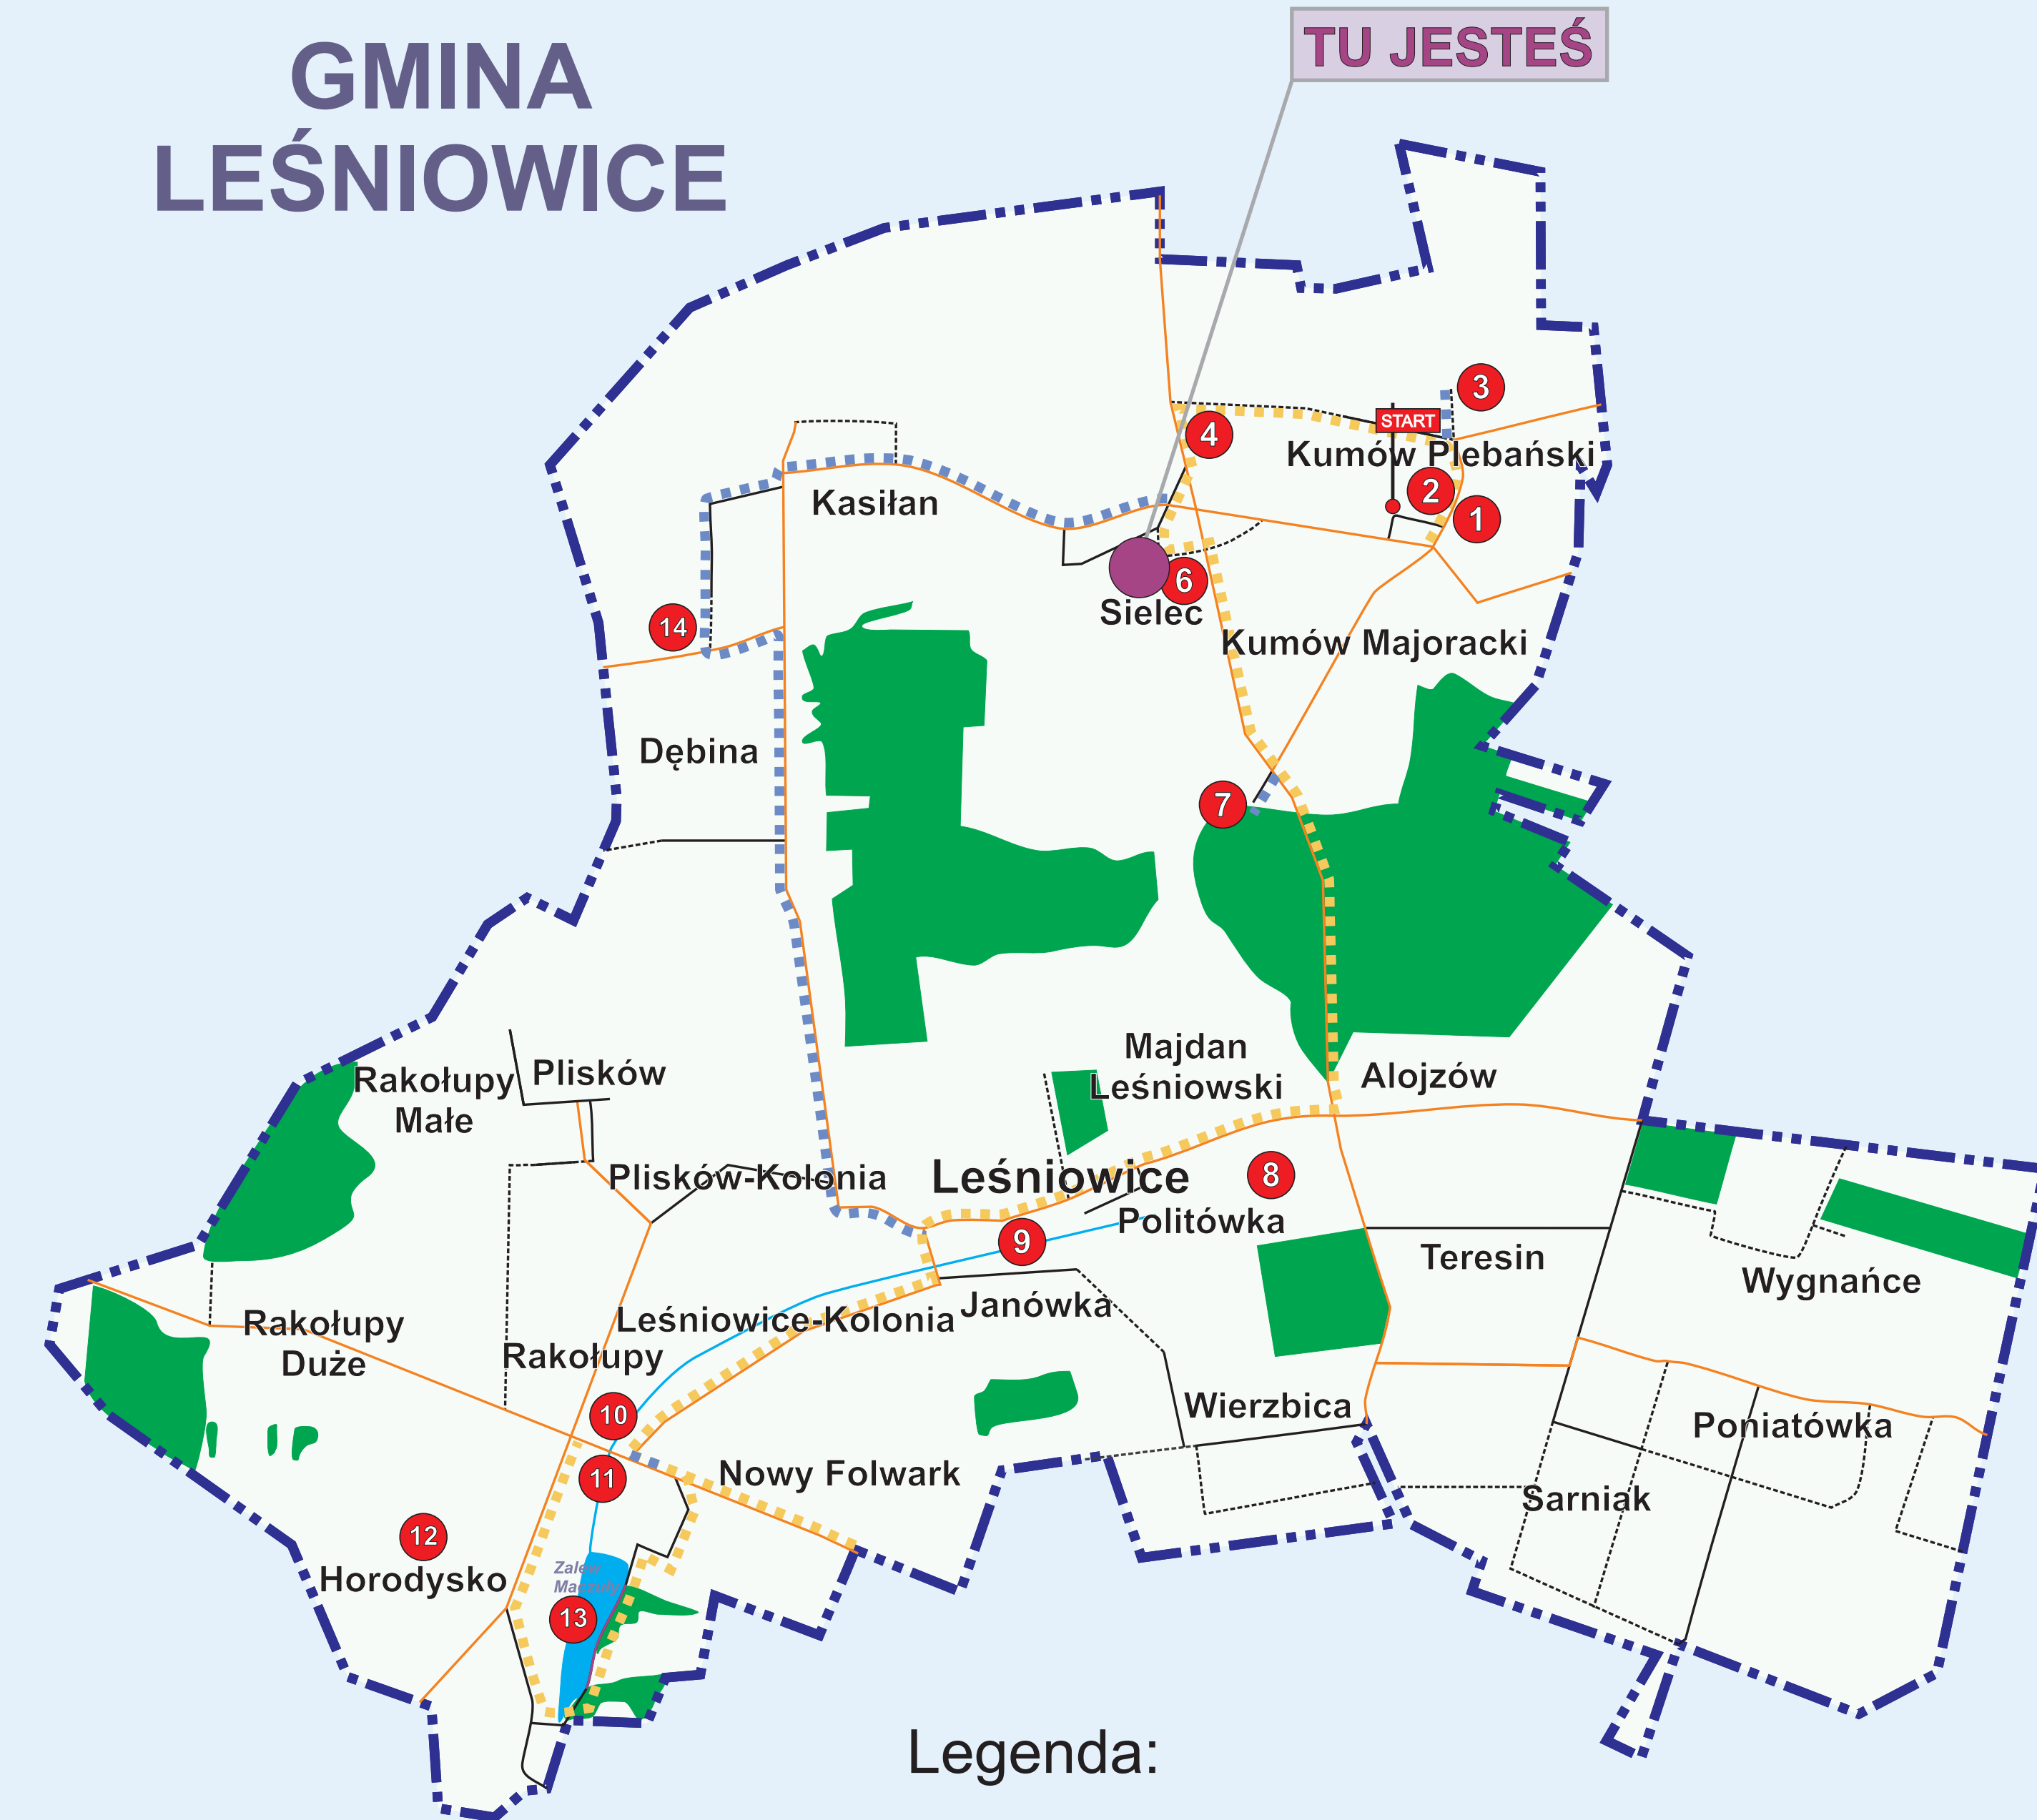 GMINA
LEŚNIOWICE
TU JESTEŚ
3
START
4
Kumów Plebański
2
1
Kasiłan
6
Sielec
14
Kumów Majoracki
Dębina
7
Majdan
Leśniowski
Alojzów
Plisków
Rakołupy
Małe
Plisków-Kolonia
Leśniowice
8
Politówka
9
Teresin
Wygnańce
Janówka
Leśniowice-Kolonia
Rakołupy
Duże
Rakołupy
10
Wierzbica
Poniatówka
11
Nowy Folwark
Sarniak
12
Horodysko
Zalew
Maczuły
13
Legenda: